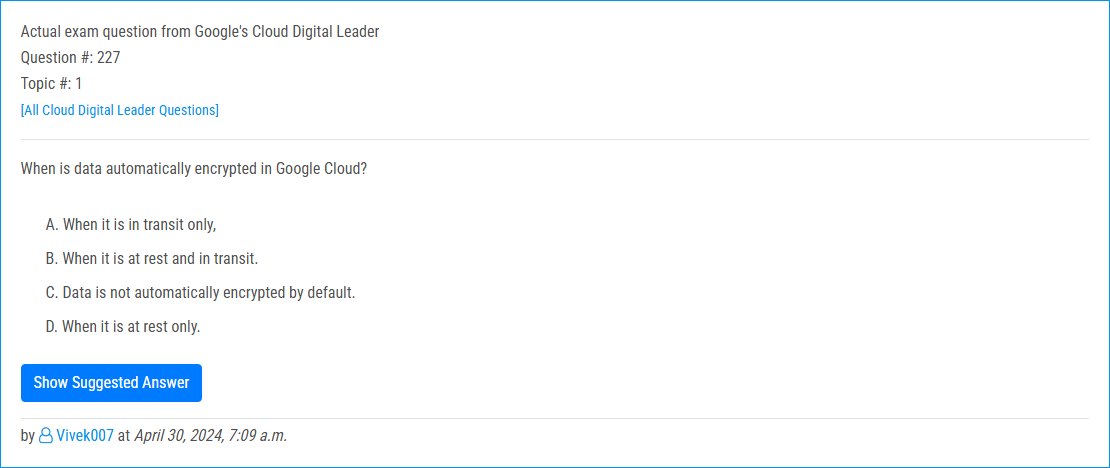 Actual exam question from Google's Cloud Digital Leader
Question #: 227
Topic #: 1
[All Cloud Digital Leader Questions]
When is data automatically encrypted in Google Cloud?
A. When it is in transit only,
B. When it is at rest and in transit.
C. Data is not automatically encrypted by default.
D. When it is at rest only.
Show Suggested Answer
by Vivek007 at April 30, 2024, 7:09 a.m.